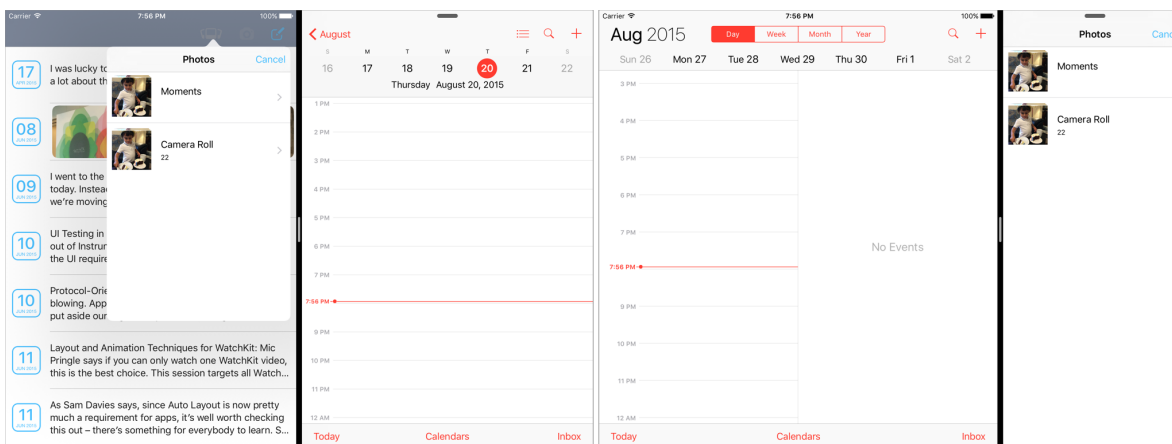 Carrier 7:56 PM 100%
Photos Cancel
17
APR 2015
I was lucky to
a lot about th
Moments
08
JUN 2015
Camera Roll
22
09
JUN 2015
I went to the
today. Instea
we're moving
10
JUN 2015
UI Testing in
out of Instrur
the UI require
10
JUN 2015
Protocol-Orie
blowing. App
put aside our
11
JUN 2015
Layout and Animation Techniques for WatchKit: Mic
Pringle says if you can only watch one WatchKit video,
this is the best choice. This session targets all Watch...
11
JUN 2015
As Sam Davies says, since Auto Layout is now pretty
much a requirement for apps, it's well worth checking
this out – there's something for everybody to learn. S...
August
S M T W T F S
16 17 18 19 20 21 22
Thursday August 20, 2015
1 PM
2 PM
3 PM
4 PM
5 PM
6 PM
7 PM
7:56 PM
9 PM
10 PM
11 PM
12 AM
Today Calendars Inbox
Carrier 7:56 PM 100%
Aug 2015 Day Week Month Year
Sun 26 Mon 27 Tue 28 Wed 29 Thu 30 Fri 1 Sat 2
3 PM
4 PM
5 PM
6 PM
7 PM
No Events
7:56 PM
9 PM
10 PM
11 PM
12 AM
Today Calendars Inbox
Photos Canc
Moments
Camera Roll
22